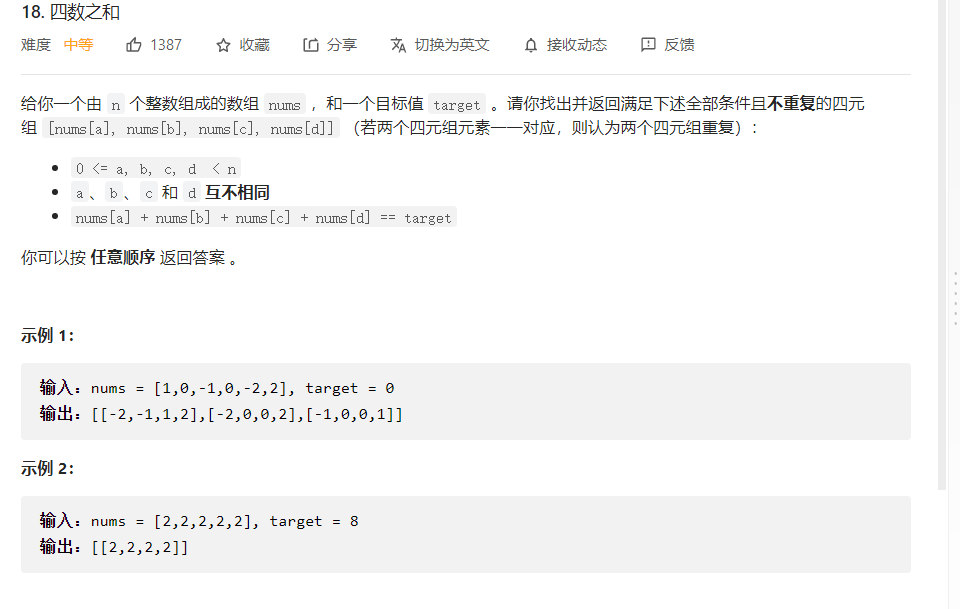 18. 四数之和
难度 中等 1387 收藏 分享 切换为英文 接收动态 反馈
给你一个由 n 个整数组成的数组 nums ，和一个目标值 target 。请你找出并返回满足下述全部条件且不重复的四元
组 [nums[a], nums[b], nums[c], nums[d]] （若两个四元组元素一一对应，则认为两个四元组重复）：
• 0 <= a, b, c, d < n
• a、b、c 和 d 互不相同
• nums[a] + nums[b] + nums[c] + nums[d] == target
你可以按 任意顺序 返回答案 。
示例 1：
输入：nums = [1,0,-1,0,-2,2], target = 0
输出：[[-2,-1,1,2],[-2,0,0,2],[-1,0,0,1]]
示例 2：
输入：nums = [2,2,2,2,2], target = 8
输出：[[2,2,2,2]]